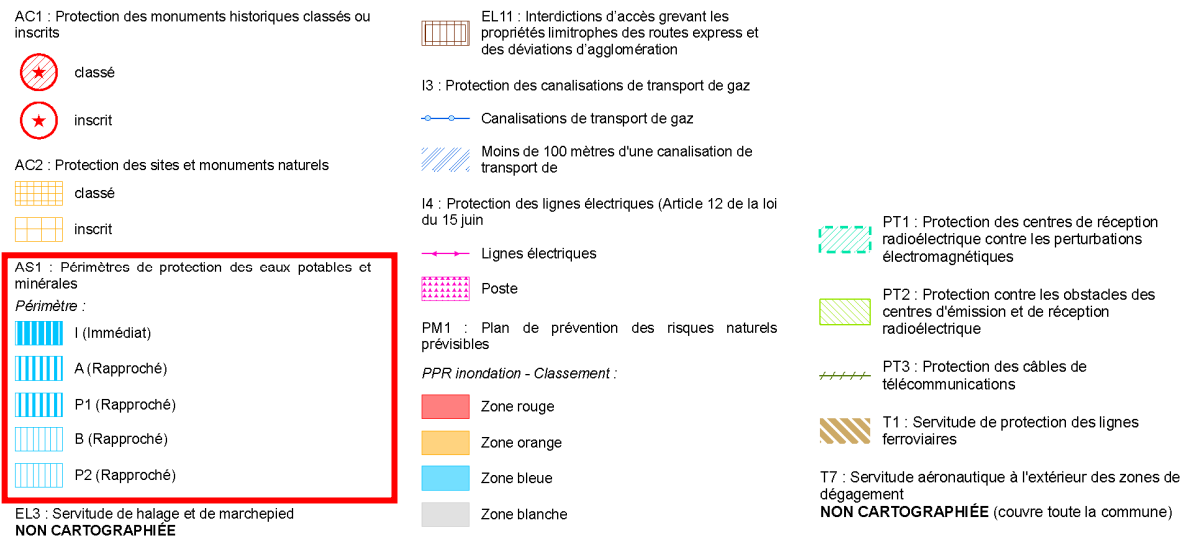 AC1 : Protection des monuments historiques classés ou
inscrits
classé
inscrit
AC2 : Protection des sites et monuments naturels
classé
inscrit
AS1 : Périmètres de protection des eaux potables et
minérales
Périmètre :
I (Immédiat)
A (Rapproché)
P1 (Rapproché)
B (Rapproché)
P2 (Rapproché)
EL3 : Servitude de halage et de marchepied
NON CARTOGRAPHIÉE
EL11 : Interdictions d'accès grevant les
propriétés limitrophes des routes express et
des déviations d'agglomération
I3 : Protection des canalisations de transport de gaz
Canalisations de transport de gaz
Moins de 100 mètres d'une canalisation de
transport de
I4 : Protection des lignes électriques (Article 12 de la loi
du 15 juin
Lignes électriques
Poste
PM1 : Plan de prévention des risques naturels
prévisibles
PPR inondation - Classement :
Zone rouge
Zone orange
Zone bleue
Zone blanche
PT1 : Protection des centres de réception
radioélectrique contre les perturbations
électromagnétiques
PT2 : Protection contre les obstacles des
centres d'émission et de réception
radioélectrique
PT3 : Protection des câbles de
télécommunications
T1 : Servitude de protection des lignes
ferroviaires
T7 : Servitude aéronautique à l'extérieur des zones de
dégagement
NON CARTOGRAPHIÉE (couvre toute la commune)